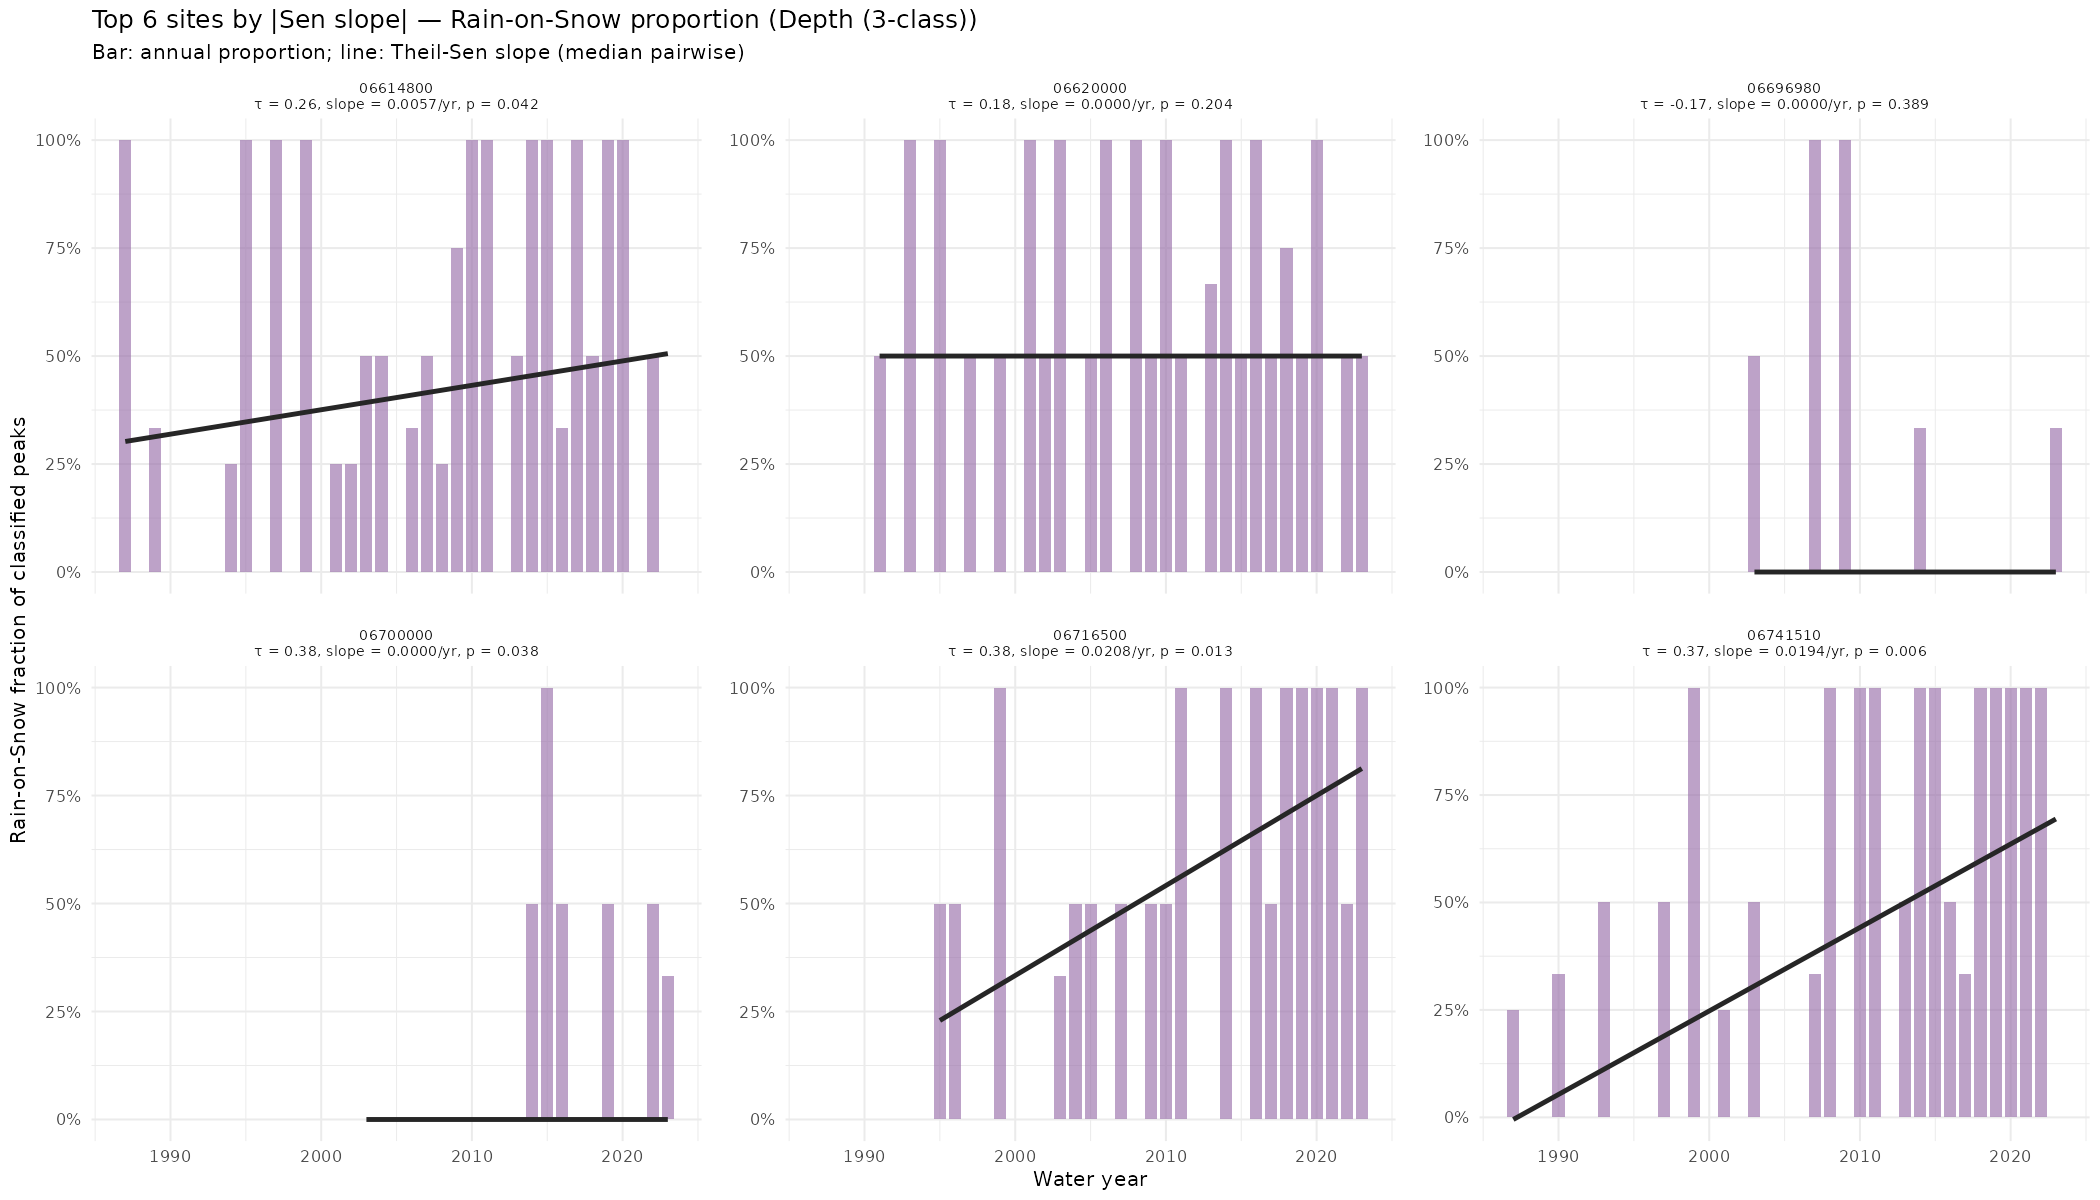 Top 6 sites by |Sen slope| — Rain-on-Snow proportion (Depth (3-class))
Bar: annual proportion; line: Theil-Sen slope (median pairwise)
Rain-on-Snow fraction of classified peaks
06614800
τ = 0.26, slope = 0.0057/yr, p = 0.042
100%
75%
50%
25%
0%
06620000
τ = 0.18, slope = 0.0000/yr, p = 0.204
100%
75%
50%
25%
0%
06696980
τ = -0.17, slope = 0.0000/yr, p = 0.389
100%
75%
50%
25%
0%
06700000
τ = 0.38, slope = 0.0000/yr, p = 0.038
100%
75%
50%
25%
0%
1990 2000 2010 2020
06716500
τ = 0.38, slope = 0.0208/yr, p = 0.013
100%
75%
50%
25%
0%
1990 2000 2010 2020
06741510
τ = 0.37, slope = 0.0194/yr, p = 0.006
100%
75%
50%
25%
0%
1990 2000 2010 2020
Water year